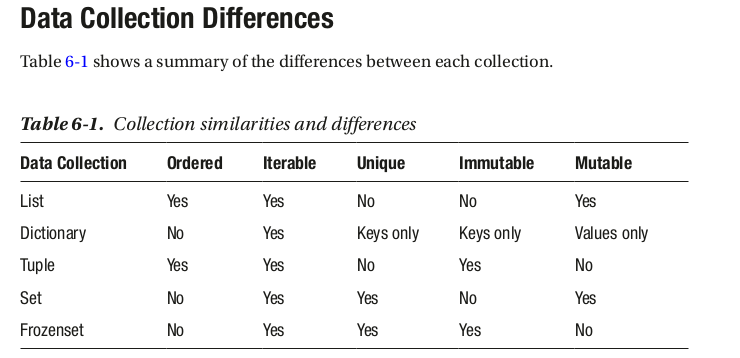 Data Collection Differences
Table 6-1 shows a summary of the differences between each collection.
Table 6-1. Collection similarities and differences
Data Collection Ordered Iterable Unique Immutable Mutable
List Yes Yes No No Yes
Dictionary No Yes Keys only Keys only Values only
Tuple Yes Yes No Yes No
Set No Yes Yes No Yes
Frozenset No Yes Yes Yes No